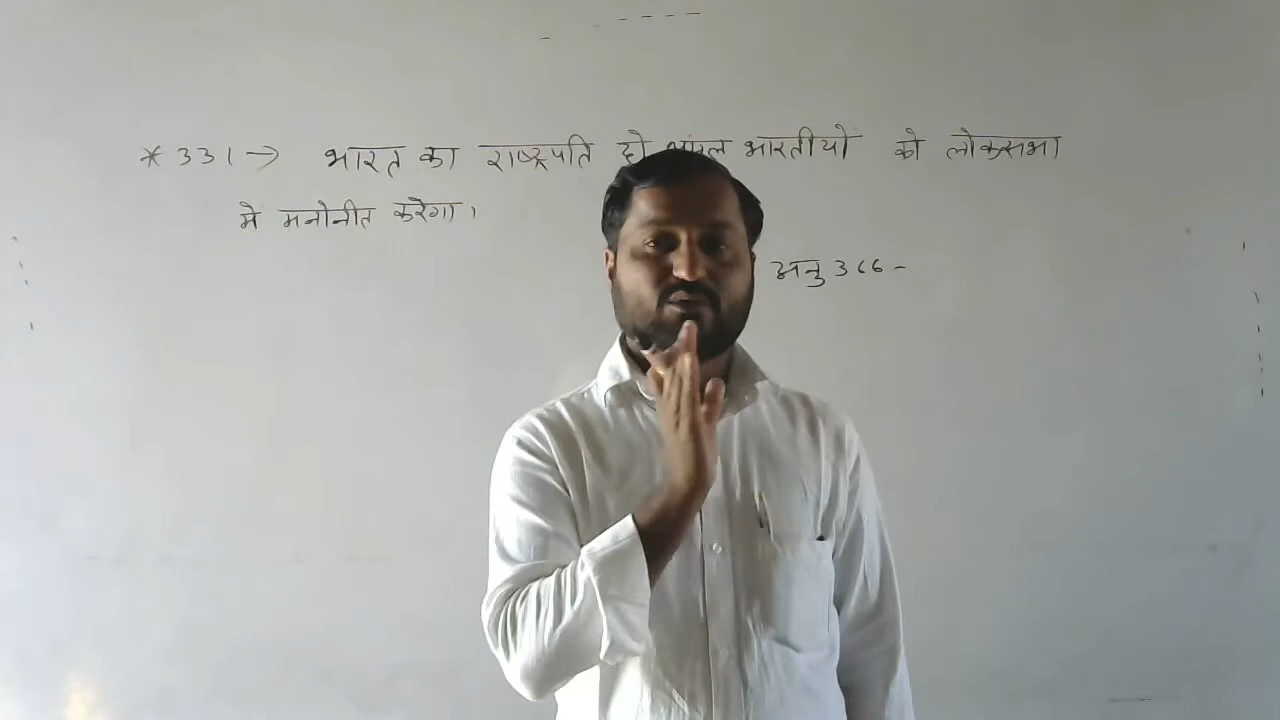 * 331 → भारत का राष्ट्रपति दो भारतीयो को लोकसभा
मे मनोनीत करेगा।
अनु 366 -